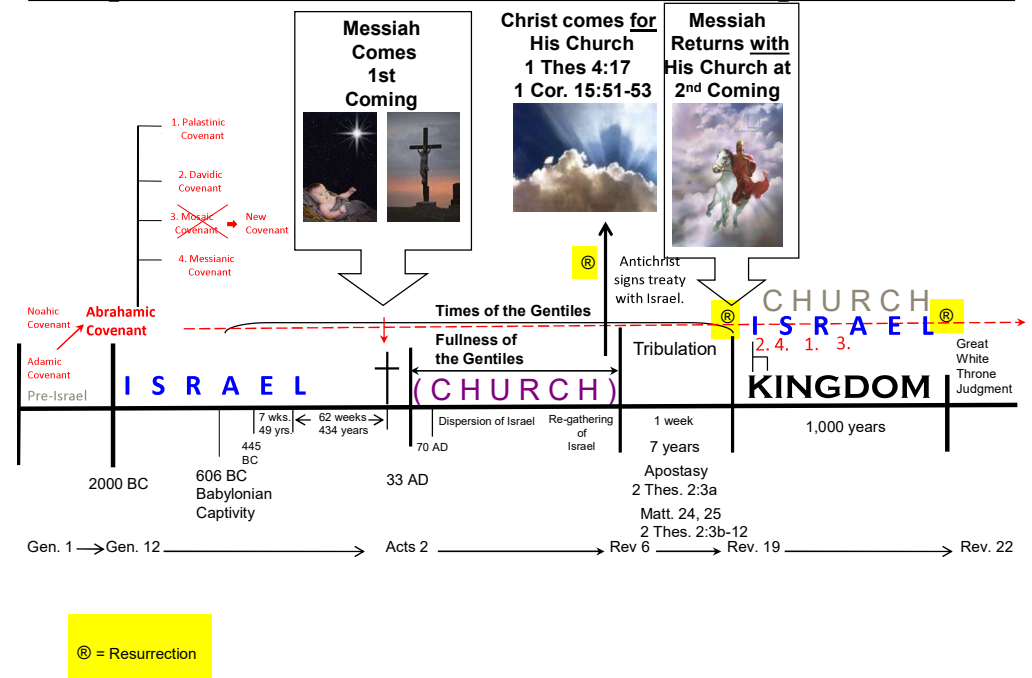 Messiah
Comes
1st
Coming
Christ comes for
His Church
1 Thes 4:17
1 Cor. 15:51-53
Messiah
Returns with
His Church at
2nd Coming
1. Palastinic
Covenant
2. Davidic
Covenant
3. Mosaic
Covenant
New
Covenant
4. Messianic
Covenant
Noahic
Covenant
Abrahamic
Covenant
Adamic
Covenant
Pre-Israel
I S R A E L
Times of the Gentiles
Fullness of
the Gentiles
( C H U R C H )
®
Antichrist
signs treaty
with Israel.
Tribulation
®
C H U R C H
I S R A E L
®
2. 4. 1. 3.
KINGDOM
Great
White
Throne
Judgment
7 wks.
49 yrs.
62 weeks
434 years
445
BC
70 AD
Dispersion of Israel
Re-gathering
of
Israel
1 week
7 years
1,000 years
2000 BC
606 BC
Babylonian
Captivity
33 AD
Apostasy
2 Thes. 2:3a
Matt. 24, 25
2 Thes. 2:3b-12
Gen. 1
Gen. 12
Acts 2
Rev 6
Rev. 19
Rev. 22
® = Resurrection